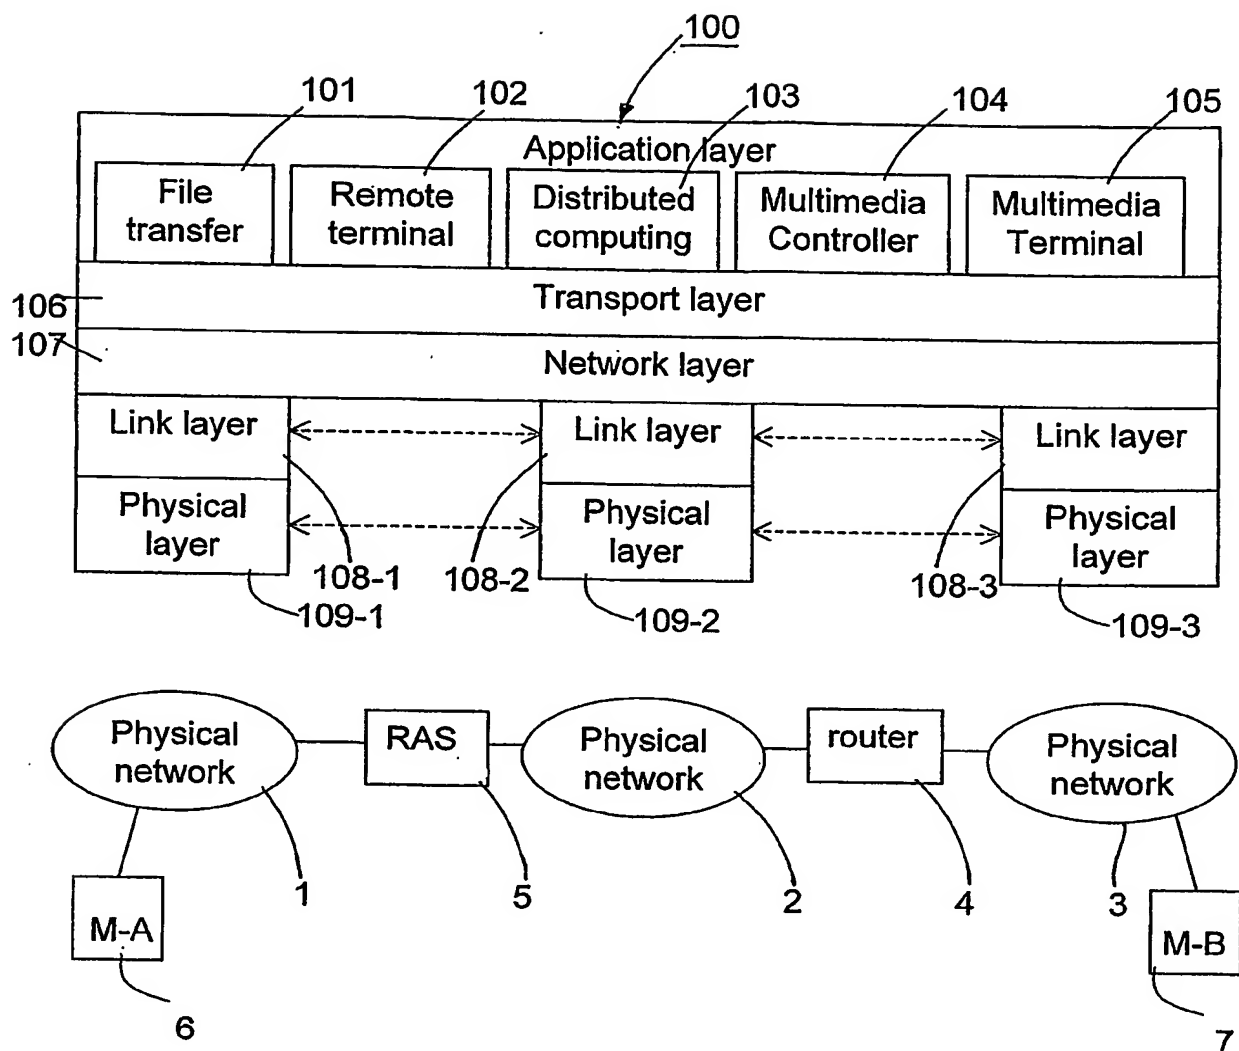 100
101
102
103
104
105
Application layer
File
transfer
Remote
terminal
Distributed
computing
Multimedia
Controller
Multimedia
Terminal
106
Transport layer
107
Network layer
Link layer
Link layer
Link layer
Physical
layer
Physical
layer
Physical
layer
108-1
108-2
108-3
109-1
109-2
109-3
Physical
network
RAS
Physical
network
router
Physical
network
1
5
2
4
3
M-A
M-B
6
7